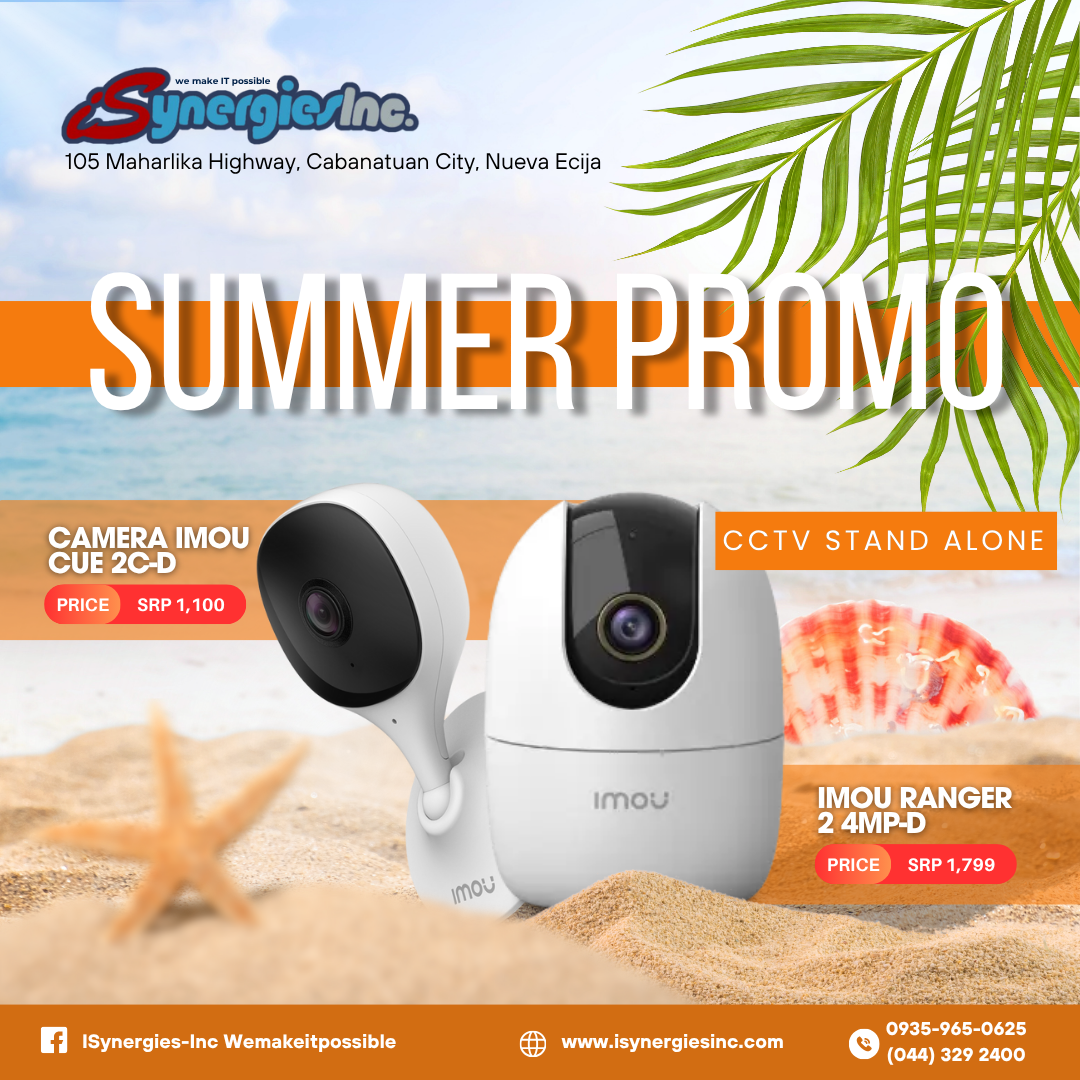 we make IT possible
iSynergiesInc.
105 Maharlika Highway, Cabanatuan City, Nueva Ecija
SUMMER PROMO
CCTV STAND ALONE
CAMERA IMOU
CUE 2C-D
PRICE SRP 1,100
imou
imou
IMOU RANGER
2 4MP-D
PRICE SRP 1,799
ISynergies-Inc Wemakeitpossible
www.isynergiesinc.com
0935-965-0625
(044) 329 2400